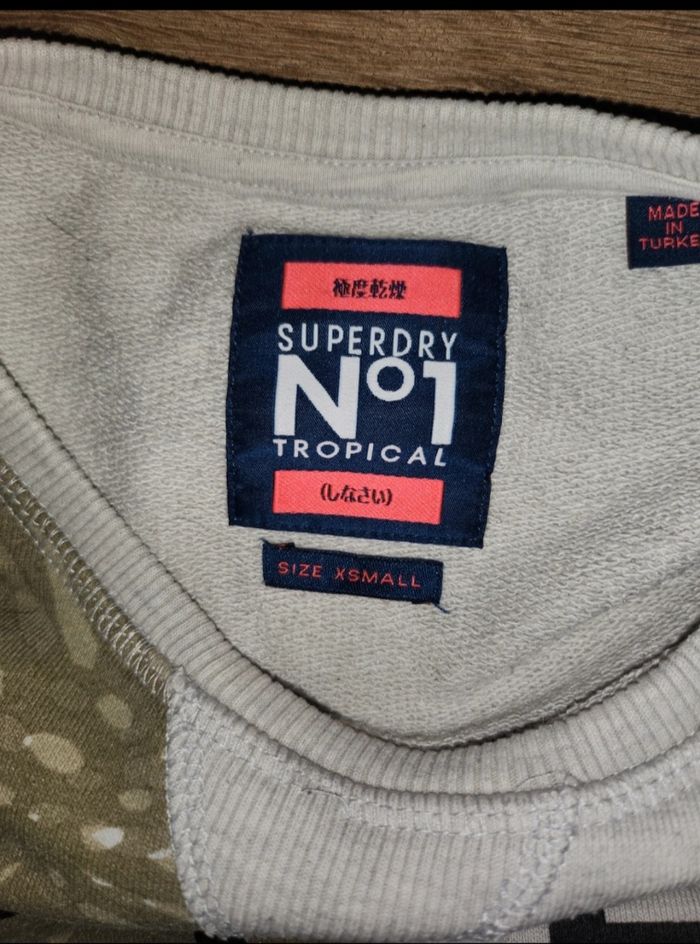 MADE
IN
TURKE
極度乾燥
SUPERDRY
Nº1
TROPICAL
(しなさい)
SIZE XSMALL